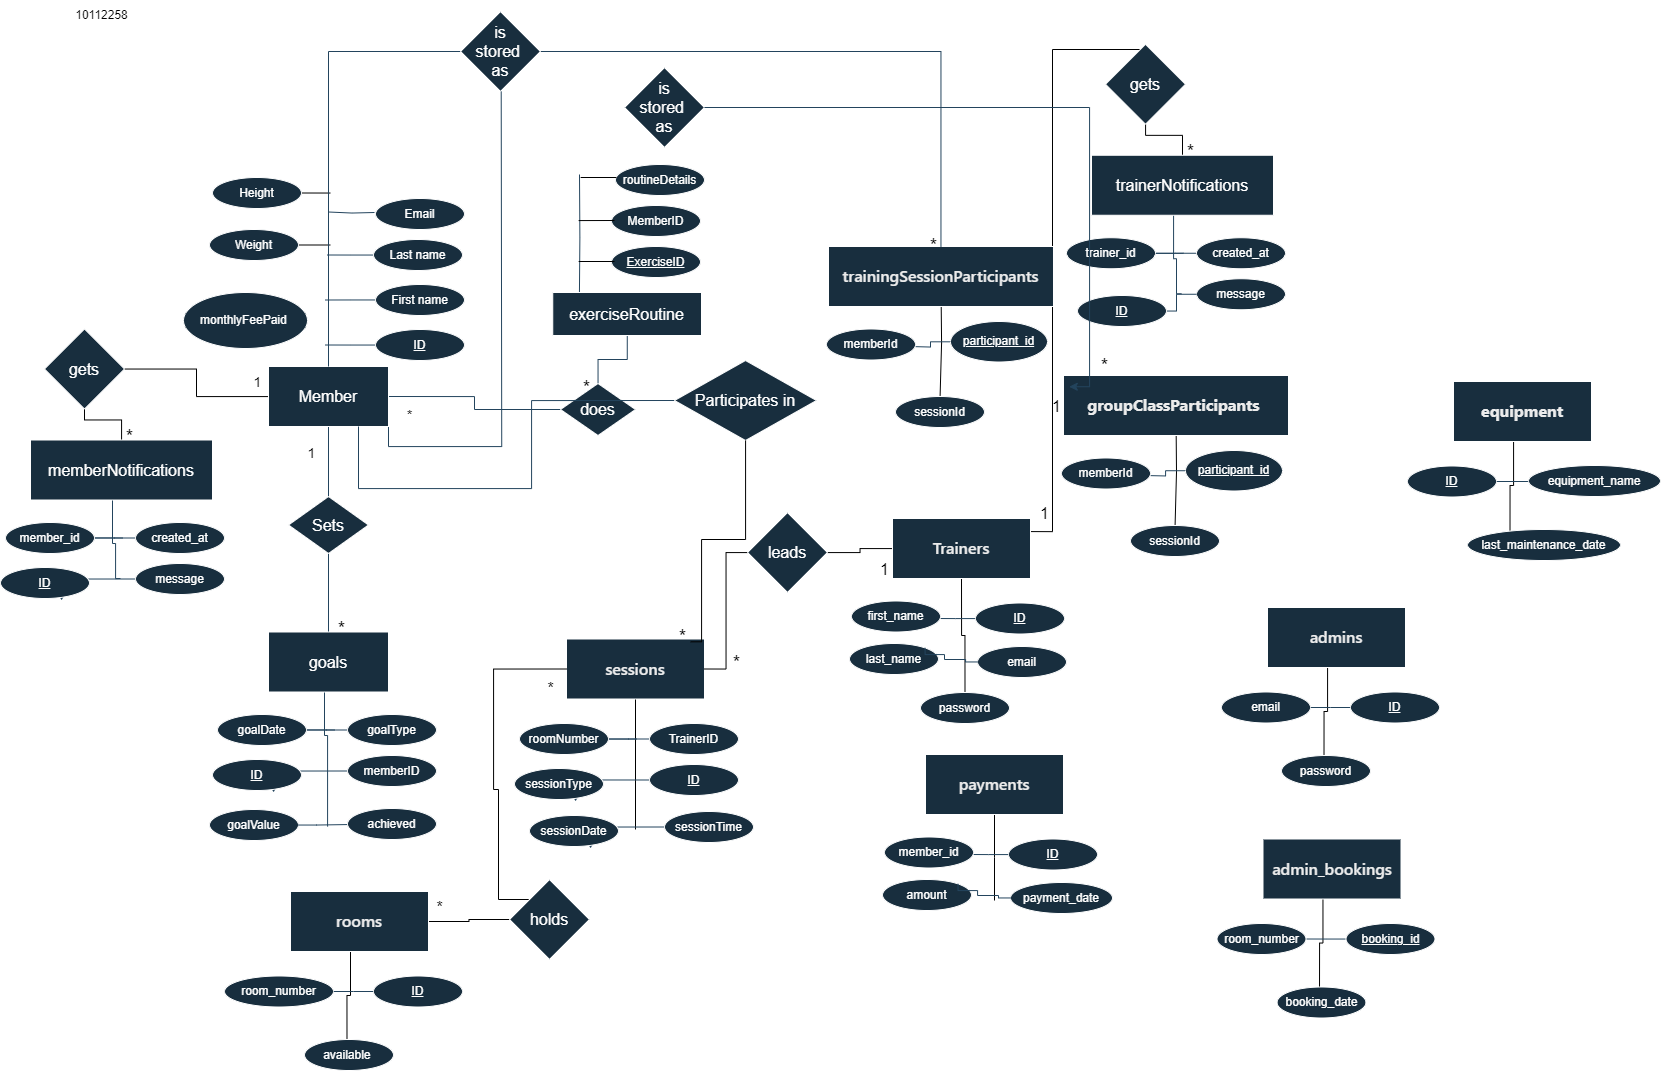 10112258
is
stored
as
is
stored
as
gets
*
trainerNotifications
trainer_id
created_at
message
ID
routineDetails
MemberID
ExerciseID
exerciseRoutine
Height
Email
Weight
Last name
First name
monthlyFeePaid
ID
*
trainingSessionParticipants
memberId
participant_id
sessionId
gets
1
Member
*
1
*
does
Participates in
*
groupClassParticipants
1
memberId
participant_id
sessionId
equipment
ID
equipment_name
last_maintenance_date
*
memberNotifications
member_id
created_at
ID
message
Sets
*
goals
goalDate
goalType
ID
memberID
goalValue
achieved
leads
1
Trainers
1
first_name
ID
last_name
email
password
*
sessions
*
*
roomNumber
TrainerID
sessionType
ID
sessionDate
sessionTime
admins
email
ID
password
payments
member_id
ID
amount
payment_date
admin_bookings
room_number
booking_id
booking_date
holds
*
rooms
room_number
ID
available